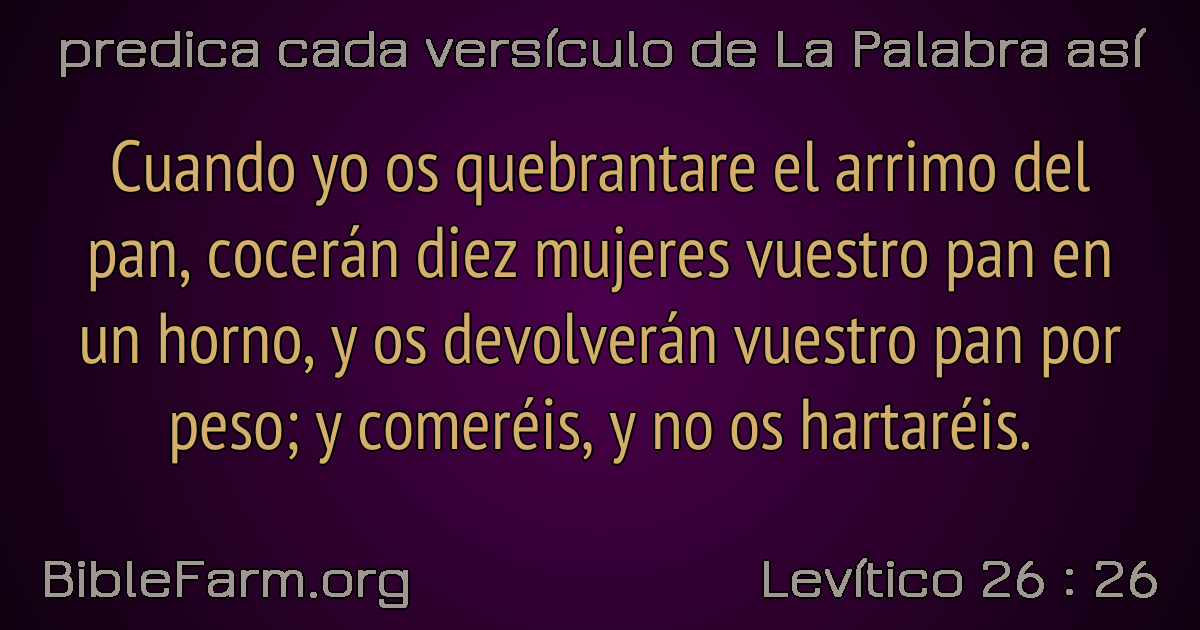 predica cada versículo de La Palabra así
Cuando yo os quebrantare el arrimo del
pan, cocerán diez mujeres vuestro pan en
un horno, y os devolverán vuestro pan por
peso; y comeréis, y no os hartaréis.
BibleFarm.org
Levítico 26 : 26